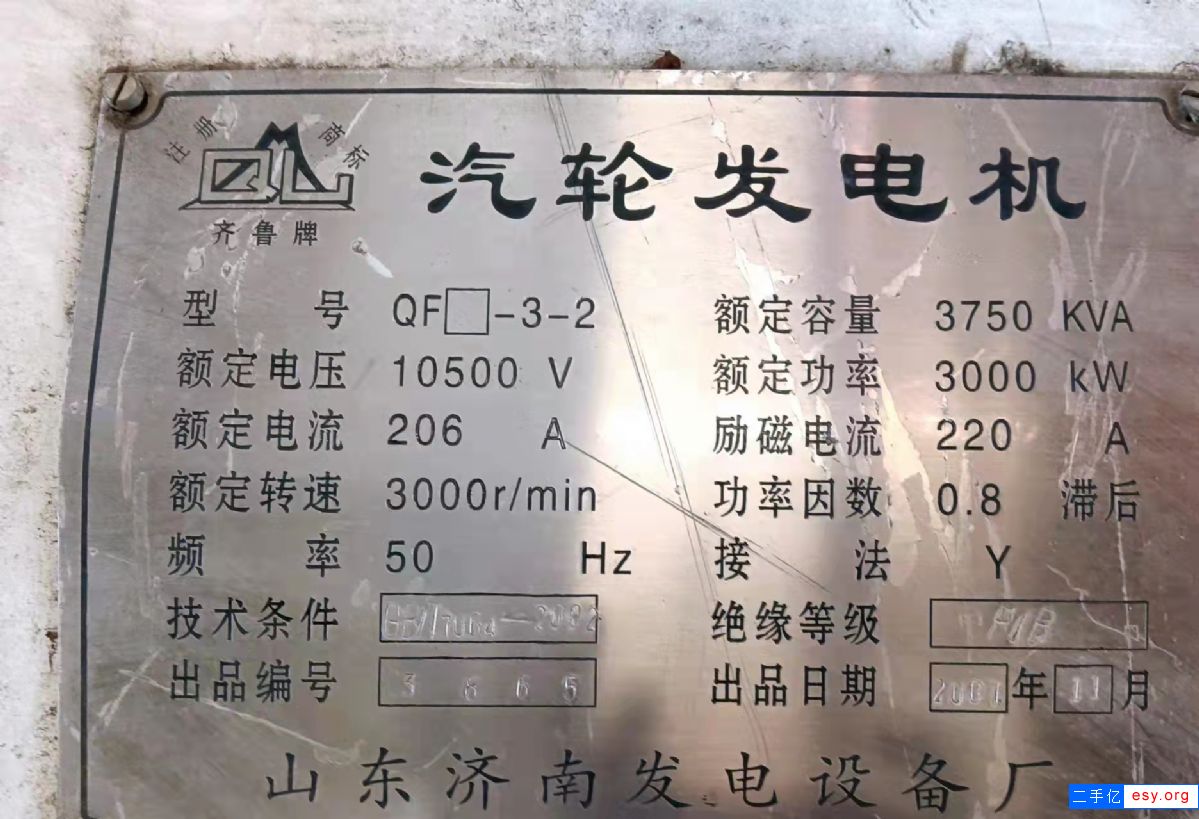 注册商标
QL
齐鲁牌
汽轮发电机
型号 QF□-3-2 额定容量 3750 KVA
额定电压 10500 V 额定功率 3000 kW
额定电流 206 A 励磁电流 220 A
额定转速 3000r/min 功率因数 0.8 滞后
频率 50 Hz 接法 Y
技术条件 绝缘等级
出品编号 出品日期 年 11 月
山东济南发电设备厂
二手亿 esy.org